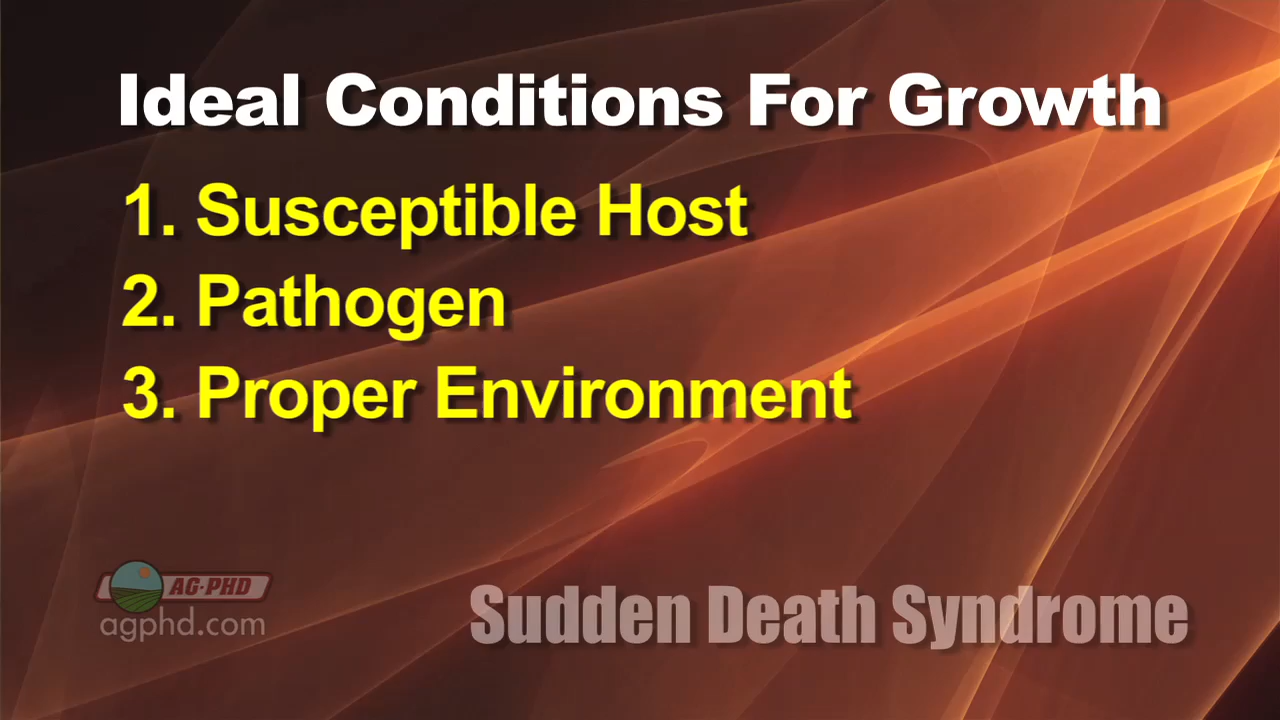 Ideal Conditions For Growth
1. Susceptible Host
2. Pathogen
3. Proper Environment
AG·PHD
agphd.com
Sudden Death Syndrome